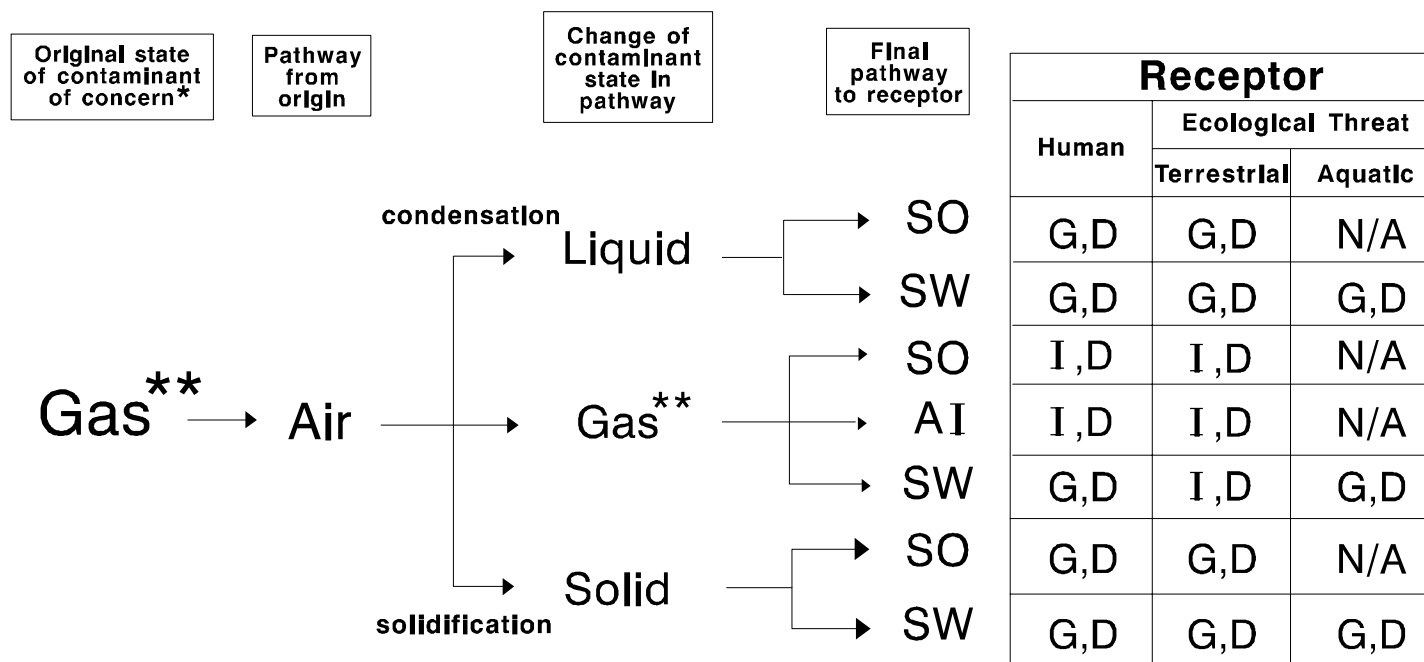 Original state
of contaminant
of concern*
Pathway
from
origin
Change of
contaminant
state in
pathway
Final
pathway
to receptor
Receptor
Human
Ecological Threat
Terrestrial
Aquatic
condensation
Liquid
SO
G,D
G,D
N/A
SW
G,D
G,D
G,D
Gas**
Air
Gas**
SO
I,D
I,D
N/A
AI
I,D
I,D
N/A
SW
G,D
I,D
G,D
solidification
Solid
SO
G,D
G,D
N/A
SW
G,D
G,D
G,D